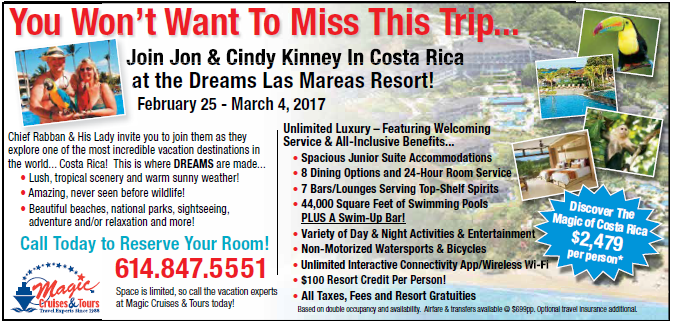 You Won't Want To Miss This Trip...
Join Jon & Cindy Kinney In Costa Rica
at the Dreams Las Mareas Resort!
February 25 - March 4, 2017
Chief Rabban & His Lady invite you to join them as they
explore one of the most incredible vacation destinations in
the world... Costa Rica!  This is where DREAMS are made...
• Lush, tropical scenery and warm sunny weather!
• Amazing, never seen before wildlife!
• Beautiful beaches, national parks, sightseeing,
adventure and/or relaxation and more!
Call Today to Reserve Your Room!
614.847.5551
Space is limited, so call the vacation experts
at Magic Cruises & Tours today!
Magic
Cruises & Tours
Travel Experts Since 1988
Unlimited Luxury – Featuring Welcoming
Service & All-Inclusive Benefits...
• Spacious Junior Suite Accommodations
• 8 Dining Options and 24-Hour Room Service
• 7 Bars/Lounges Serving Top-Shelf Spirits
• 44,000 Square Feet of Swimming Pools
PLUS A Swim-Up Bar!
• Variety of Day & Night Activities & Entertainment
• Non-Motorized Watersports & Bicycles
• Unlimited Interactive Connectivity App/Wireless Wi-Fi
• $100 Resort Credit Per Person!
• All Taxes, Fees and Resort Gratuities
Based on double occupancy and availability.  Airfare & transfers available @ $699pp. Optional travel insurance additional.
Discover The
Magic of Costa Rica
$2,479
per person*